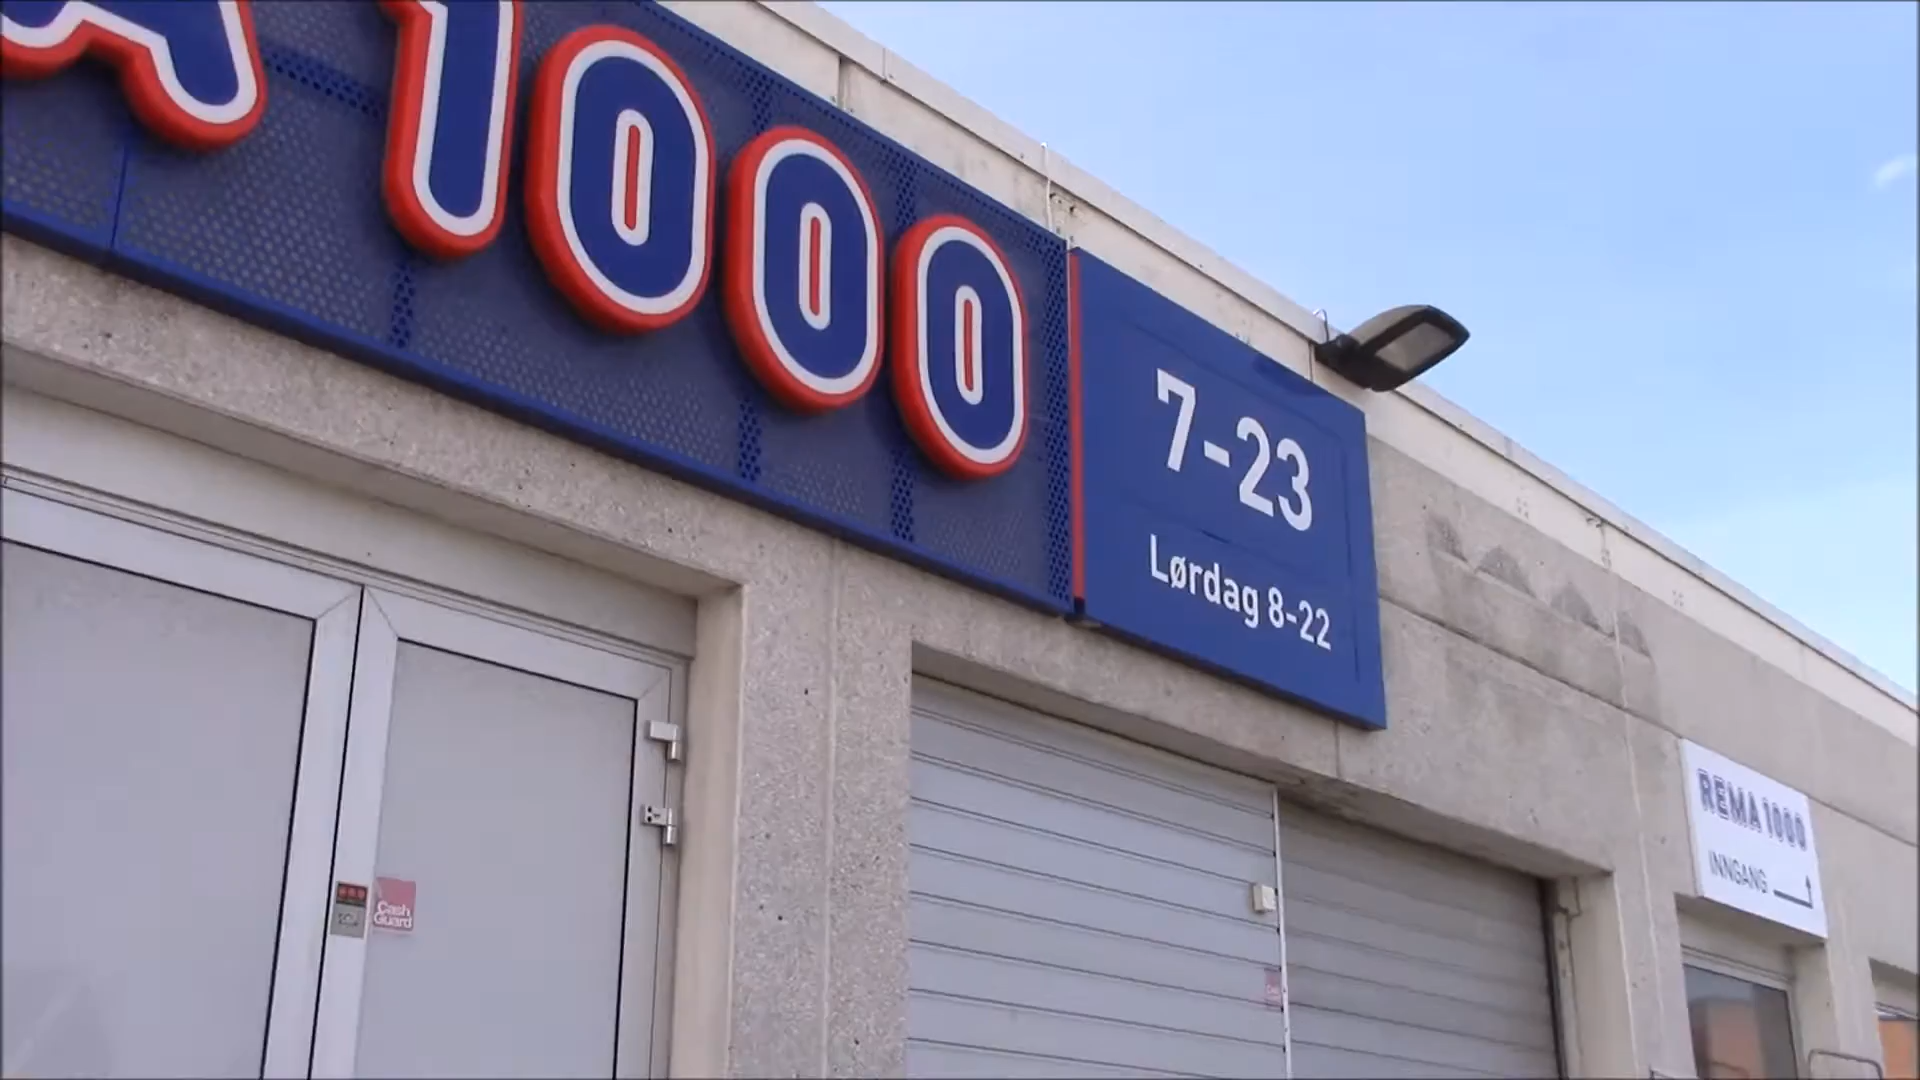 A 1000
7-23
Lørdag 8-22
REMA 1000
INNGANG
Cash
Guard